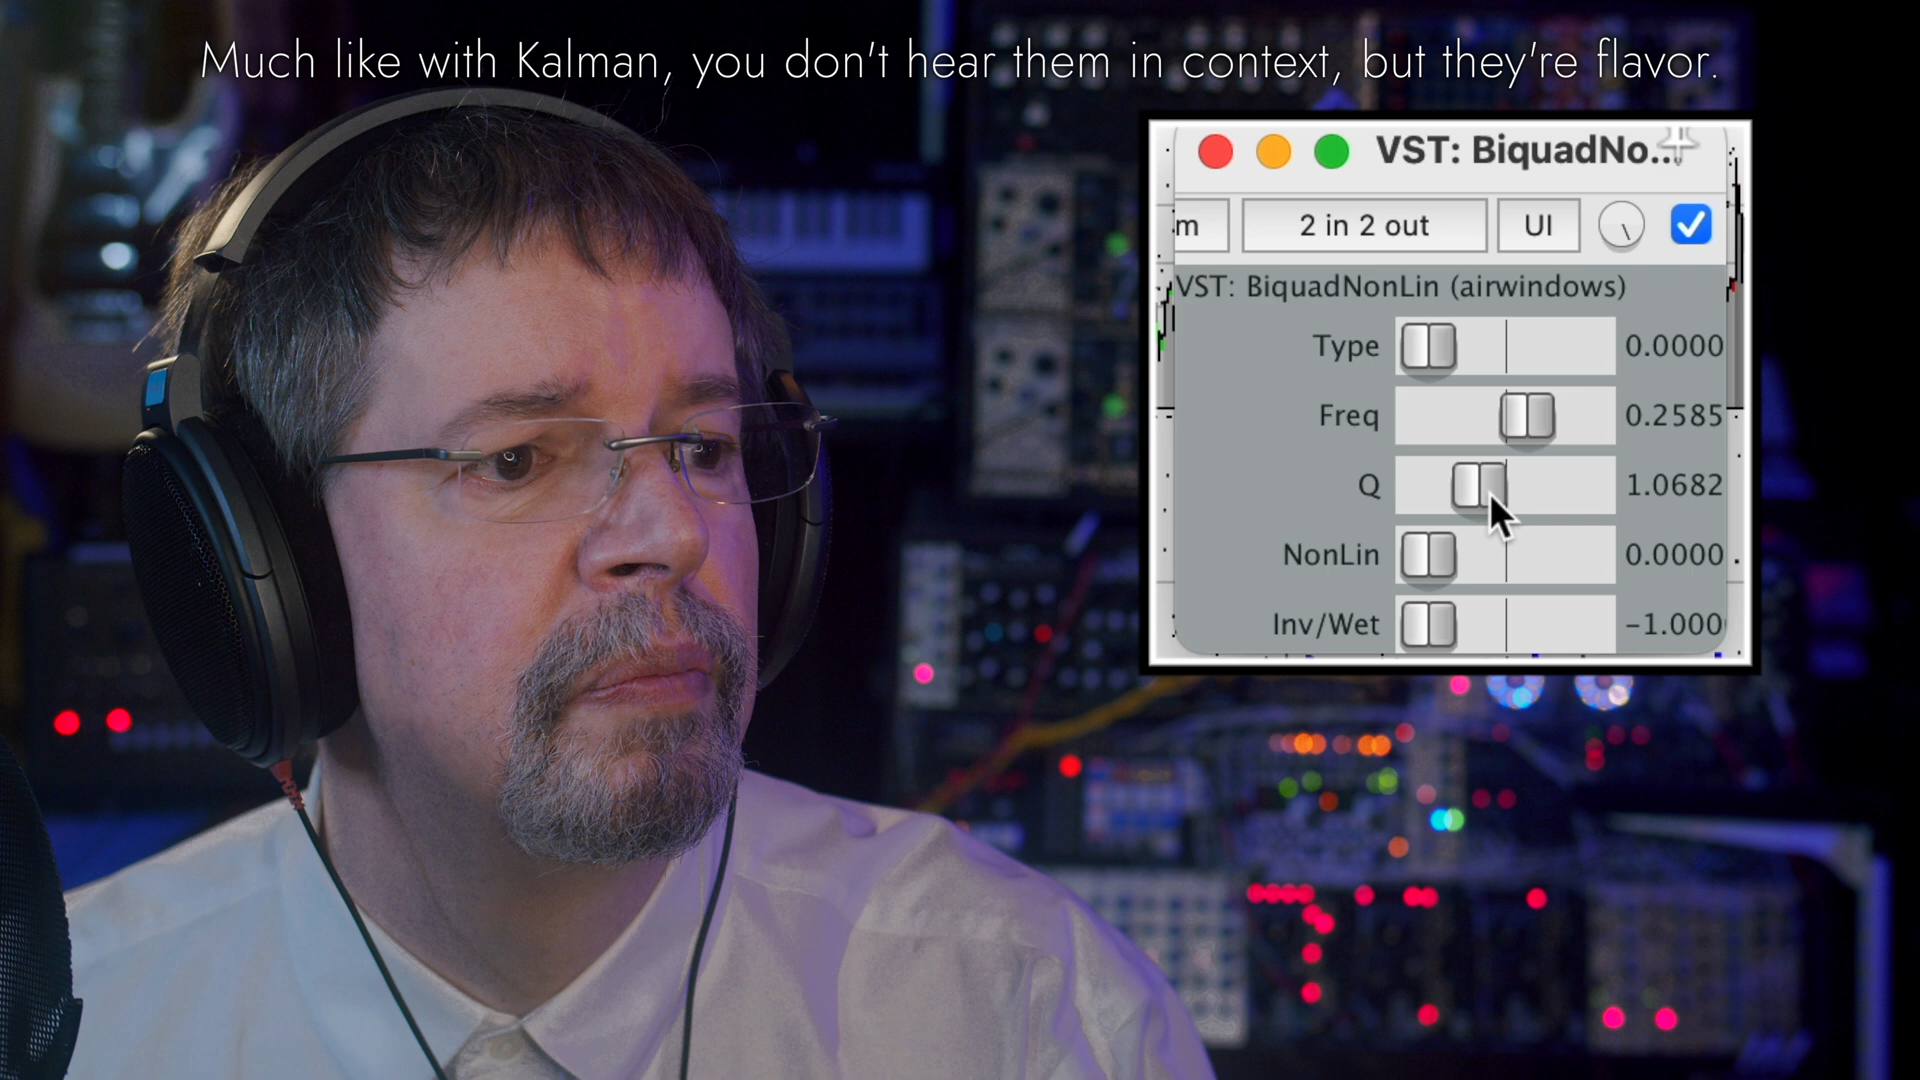 Much like with Kalman, you don't hear them in context, but they're flavor.
VST: BiquadNo...
m
2 in 2 out
UI
VST: BiquadNonLin (airwindows)
Type 0.0000
Freq 0.2585
Q 1.0682
NonLin 0.0000
Inv/Wet -1.000